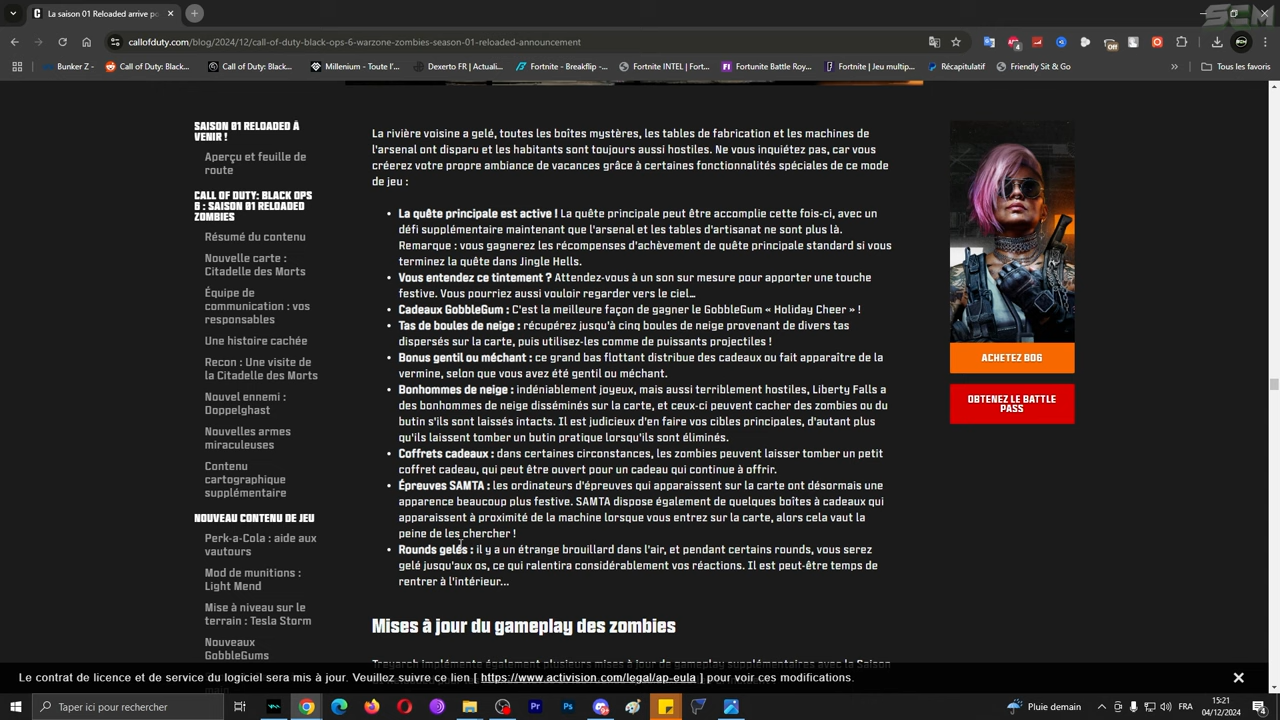 La saison 01 Reloaded arrive po
callofduty.com/blog/2024/12/call-of-duty-black-ops-6-warzone-zombies-season-01-reloaded-announcement
Bunker Z -
Call of Duty: Black...
Call of Duty: Black...
Millenium - Toute l'...
Dexerto FR | Actuali...
Fortnite - Breakflip -...
Fortnite INTEL | Fort...
Fortunite Battle Roy...
Fortnite | Jeu multip...
Récapitulatif
Friendly Sit & Go
Tous les favoris
SAISON 01 RELOADED À
VENIR !
Aperçu et feuille de
route
CALL OF DUTY: BLACK OPS
6 : SAISON 01 RELOADED
ZOMBIES
Résumé du contenu
Nouvelle carte :
Citadelle des Morts
Équipe de
communication : vos
responsables
Une histoire cachée
Recon : Une visite de
la Citadelle des Morts
Nouvel ennemi :
Doppelghast
Nouvelles armes
miraculeuses
Contenu
cartographique
supplémentaire
NOUVEAU CONTENU DE JEU
Perk-a-Cola : aide aux
vautours
Mod de munitions :
Light Mend
Mise à niveau sur le
terrain : Tesla Storm
Nouveaux
GobbleGums
La rivière voisine a gelé, toutes les boîtes mystères, les tables de fabrication et les machines de
l'arsenal ont disparu et les habitants sont toujours aussi hostiles. Ne vous inquiétez pas, car vous
créerez votre propre ambiance de vacances grâce à certaines fonctionnalités spéciales de ce mode
de jeu :
• La quête principale est active ! La quête principale peut être accomplie cette fois-ci, avec un
défi supplémentaire maintenant que l'arsenal et les tables d'artisanat ne sont plus là.
Remarque : vous gagnerez les récompenses d'achèvement de quête principale standard si vous
terminez la quête dans Jingle Hells.
• Vous entendez ce tintement ? Attendez-vous à un son sur mesure pour apporter une touche
festive. Vous pourriez aussi vouloir regarder vers le ciel...
• Cadeaux GobbleGum : C'est la meilleure façon de gagner le GobbleGum « Holiday Cheer » !
• Tas de boules de neige : récupérez jusqu'à cinq boules de neige provenant de divers tas
dispersés sur la carte, puis utilisez-les comme de puissants projectiles !
• Bonus gentil ou méchant : ce grand bas flottant distribue des cadeaux ou fait apparaître de la
vermine, selon que vous avez été gentil ou méchant.
• Bonhommes de neige : indéniablement joyeux, mais aussi terriblement hostiles, Liberty Falls a
des bonhommes de neige disséminés sur la carte, et ceux-ci peuvent cacher des zombies ou du
butin s'ils sont laissés intacts. Il est judicieux d'en faire vos cibles principales, d'autant plus
qu'ils laissent tomber un butin pratique lorsqu'ils sont éliminés.
• Coffrets cadeaux : dans certaines circonstances, les zombies peuvent laisser tomber un petit
coffret cadeau, qui peut être ouvert pour un cadeau qui continue à offrir.
• Épreuves SAMTA : les ordinateurs d'épreuves qui apparaissent sur la carte ont désormais une
apparence beaucoup plus festive. SAMTA dispose également de quelques boîtes à cadeaux qui
apparaissent à proximité de la machine lorsque vous entrez sur la carte, alors cela vaut la
peine de les chercher !
• Rounds gelés : il y a un étrange brouillard dans l'air, et pendant certains rounds, vous serez
gelé jusqu'aux os, ce qui ralentira considérablement vos réactions. Il est peut-être temps de
rentrer à l'intérieur...
Mises à jour du gameplay des zombies
Treyarch implémente également plusieurs mises à jour de gameplay supplémentaires avec la Saison
ACHETEZ BO6
OBTENEZ LE BATTLE
PASS
Le contrat de licence et de service du logiciel sera mis à jour. Veuillez suivre ce lien [ https://www.activision.com/legal/ap-eula ] pour voir ces modifications.
Taper ici pour rechercher
Pluie demain
FRA
15:21
04/12/2024